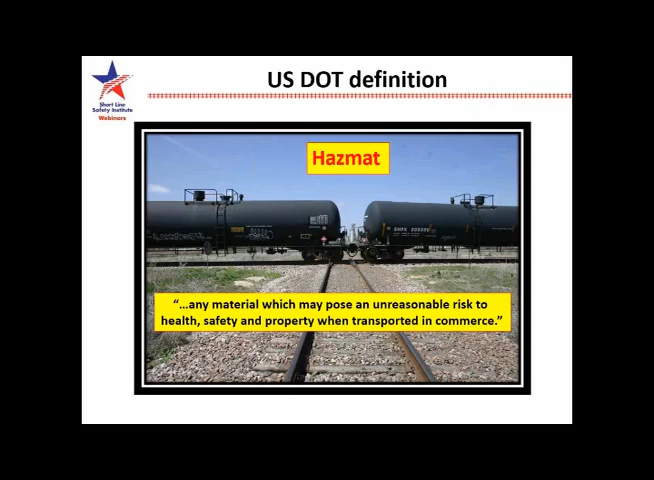 Short Line
Safety Institute
Webinars
US DOT definition
Hazmat
"...any material which may pose an unreasonable risk to
health, safety and property when transported in commerce."